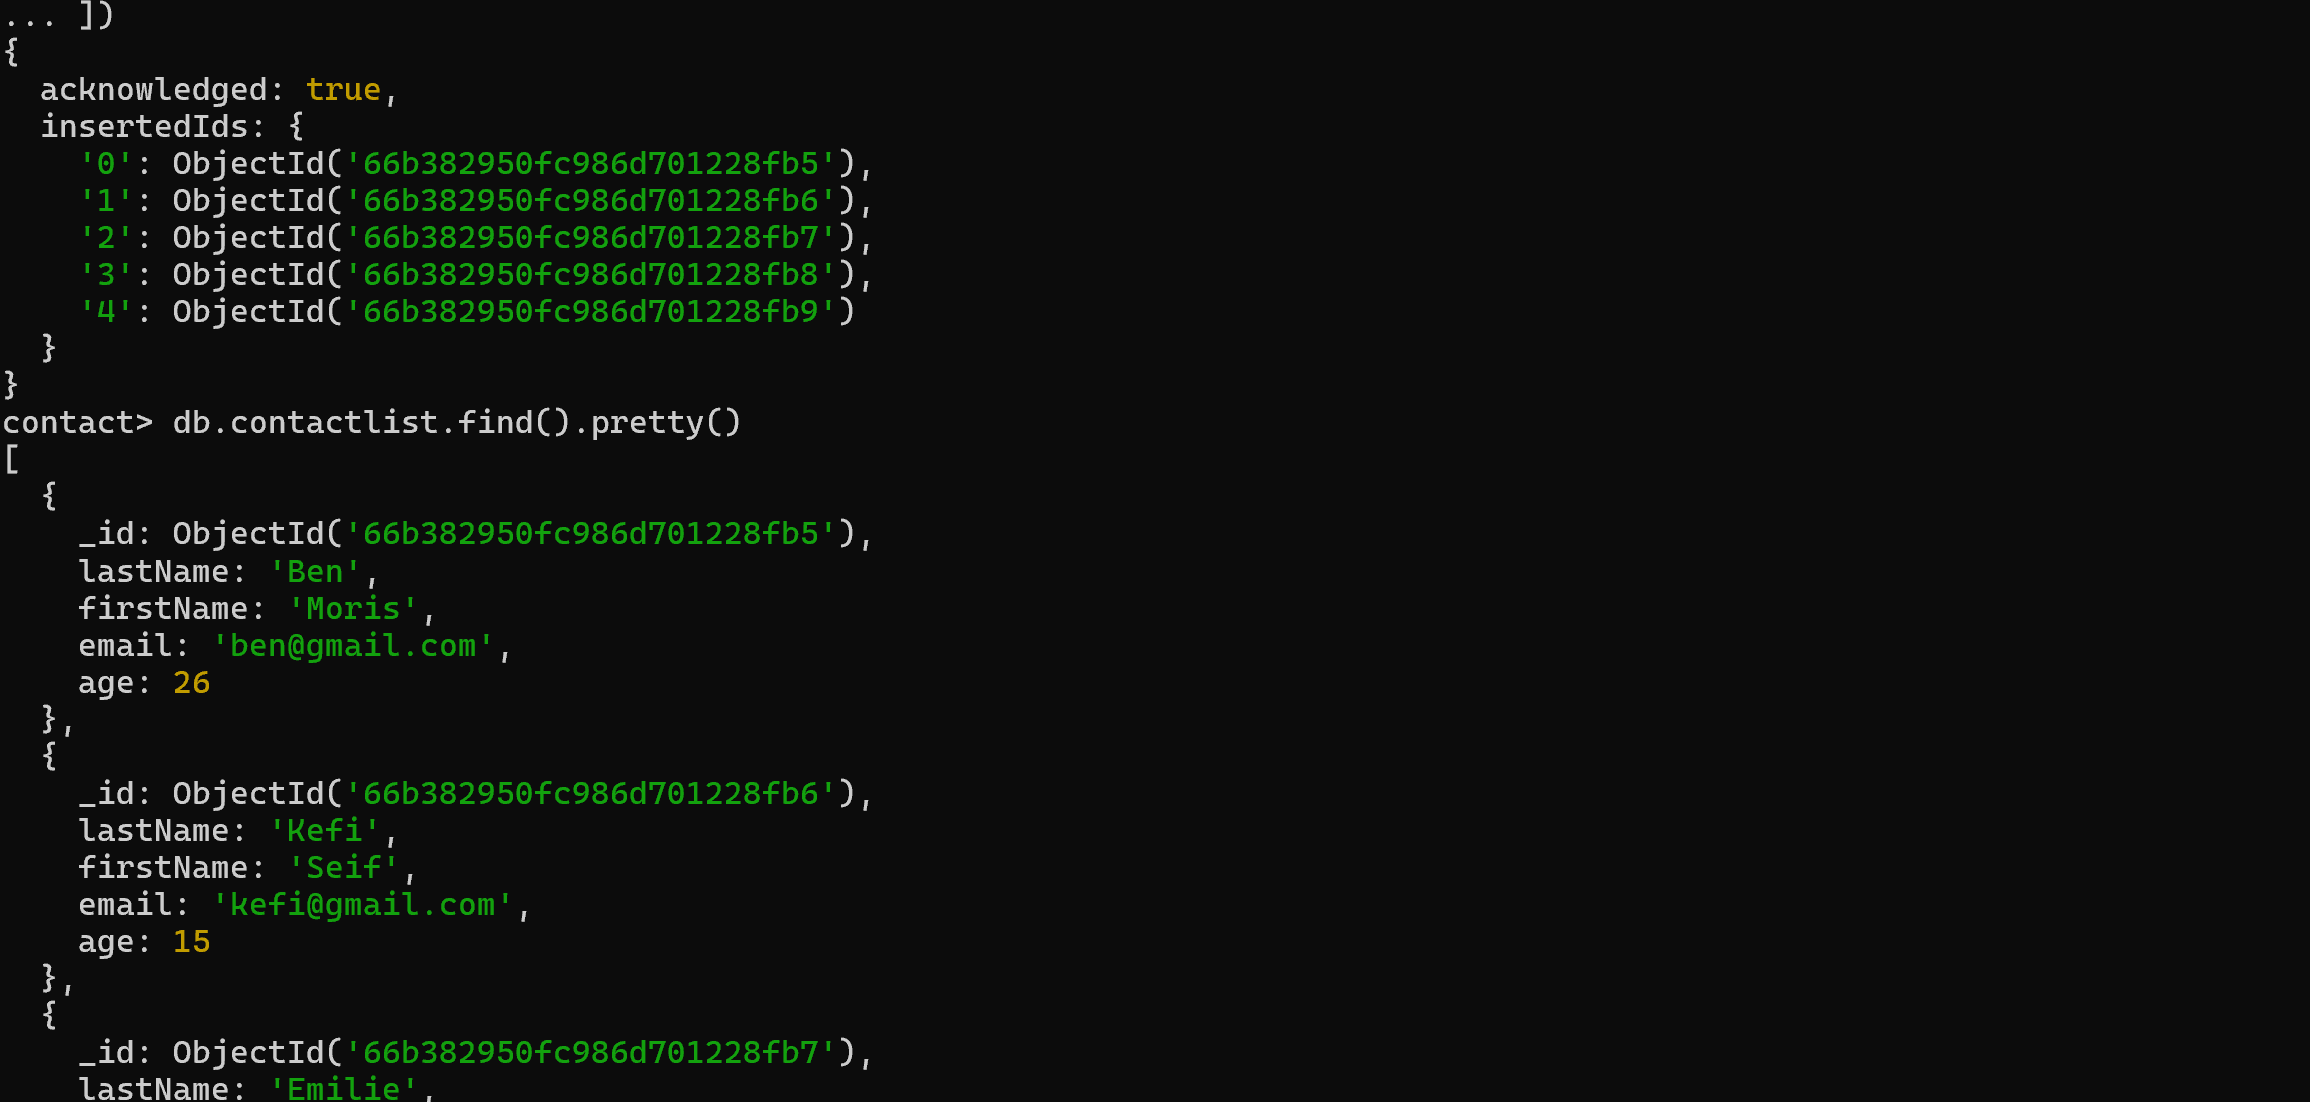 ... ])
{
  acknowledged: true,
  insertedIds: {
    '0': ObjectId('66b382950fc986d701228fb5'),
    '1': ObjectId('66b382950fc986d701228fb6'),
    '2': ObjectId('66b382950fc986d701228fb7'),
    '3': ObjectId('66b382950fc986d701228fb8'),
    '4': ObjectId('66b382950fc986d701228fb9')
  }
}
contact> db.contactlist.find().pretty()
[
  {
    _id: ObjectId('66b382950fc986d701228fb5'),
    lastName: 'Ben',
    firstName: 'Moris',
    email: 'ben@gmail.com',
    age: 26
  },
  {
    _id: ObjectId('66b382950fc986d701228fb6'),
    lastName: 'Kefi',
    firstName: 'Seif',
    email: 'kefi@gmail.com',
    age: 15
  },
  {
    _id: ObjectId('66b382950fc986d701228fb7'),
    lastName: 'Emilie',